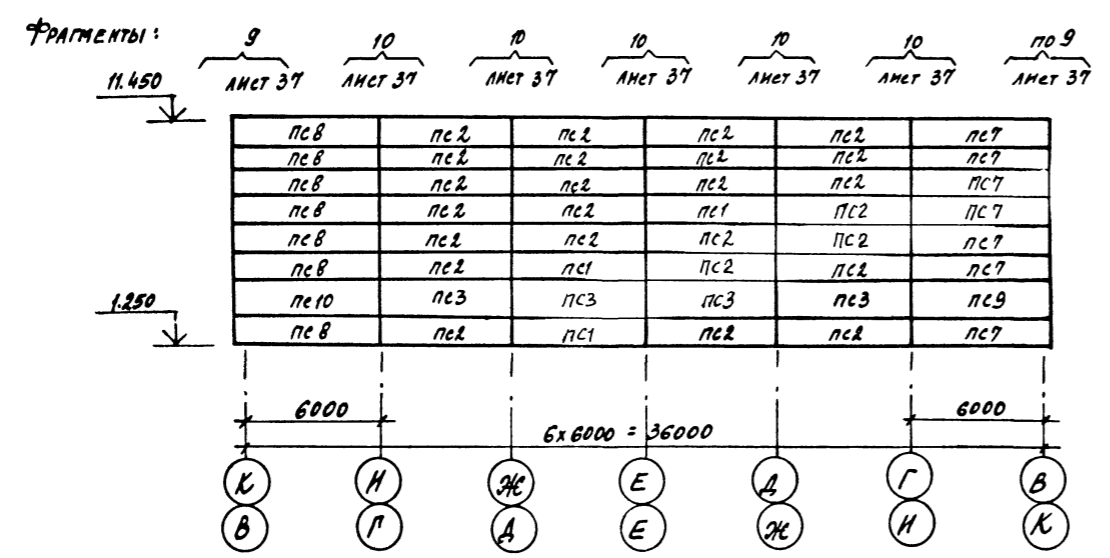 Фрагменты: 9 10 10 10 10 10 по 9
лист 37 лист 37 лист 37 лист 37 лист 37 лист 37 лист 37
11.450
пс8 пс2 пс2 пс2 пс2 пс7
пс8 пс2 пс2 пс2 пс2 пс7
пс8 пс2 пс2 пс2 пс2 ПС7
пс8 пс2 пс2 пс1 ПС2 ПС7
пс8 пс2 пс2 ПС2 ПС2 пс7
пс8 пс2 пс1 ПС2 пс2 пс7
1.250 пс10 пс3 ПС3 ПС3 пс3 пс9
пс8 пс2 ПС1 пс2 пс2 пс7
6000 6000
6х6000 = 36000
К И Ж Е Д Г В
В Г Д Е Ж И К